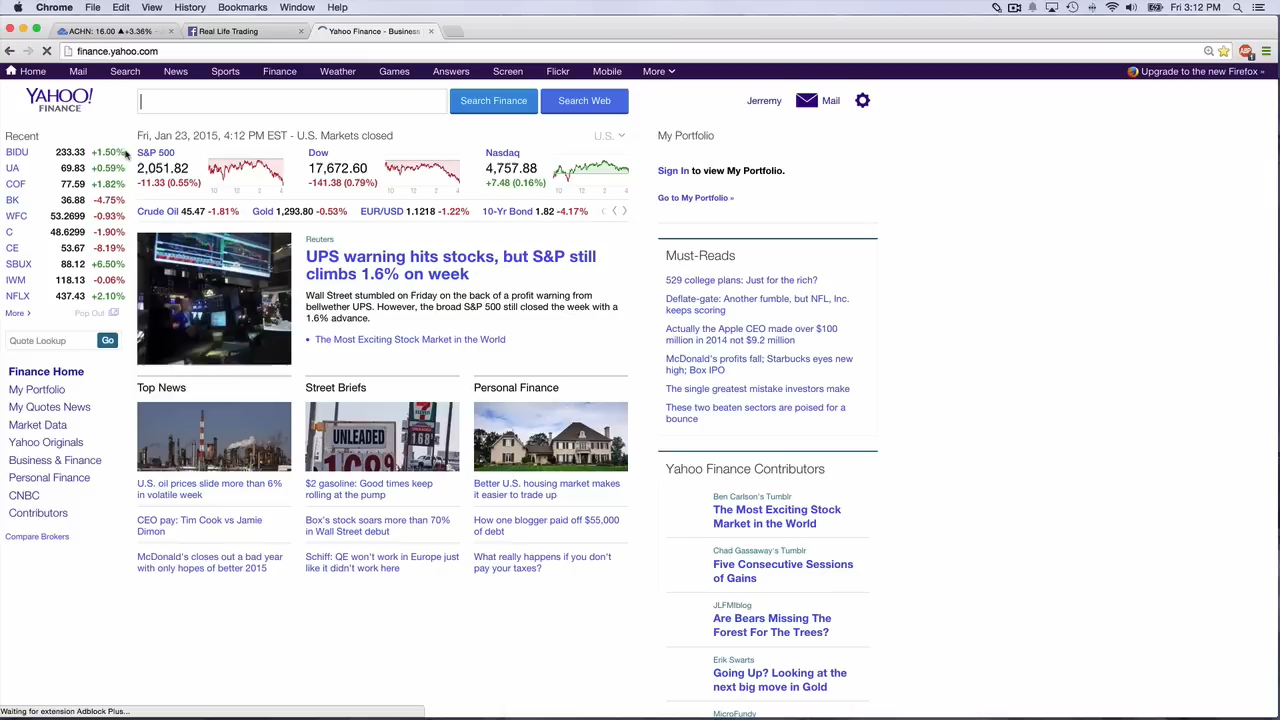 Chrome File Edit View History Bookmarks Window Help Fri 3:12 PM
ACHN: 16.00 ▲+3.36% - Real Life Trading Yahoo Finance - Business
finance.yahoo.com
Home Mail Search News Sports Finance Weather Games Answers Screen Flickr Mobile More Upgrade to the new Firefox »
YAHOO!
FINANCE
Search Finance Search Web
Jerremy Mail
Recent
BIDU 233.33 +1.50%
UA 69.83 +0.59%
COF 77.59 +1.82%
BK 36.88 -4.75%
WFC 53.2699 -0.93%
C 48.6299 -1.90%
CE 53.67 -8.19%
SBUX 88.12 +6.50%
IWM 118.13 -0.06%
NFLX 437.43 +2.10%
More › Pop Out
Quote Lookup Go
Finance Home
My Portfolio
My Quotes News
Market Data
Yahoo Originals
Business & Finance
Personal Finance
CNBC
Contributors
Compare Brokers
Fri, Jan 23, 2015, 4:12 PM EST - U.S. Markets closed U.S.
S&P 500 Dow Nasdaq
2,051.82 17,672.60 4,757.88
-11.33 (0.55%) -141.38 (0.79%) +7.48 (0.16%)
10 12 2 4 10 12 2 4 10 12 2 4
Crude Oil 45.47 -1.81% Gold 1,293.80 -0.53% EUR/USD 1.1218 -1.22% 10-Yr Bond 1.82 -4.17%
Reuters
UPS warning hits stocks, but S&P still
climbs 1.6% on week
Wall Street stumbled on Friday on the back of a profit warning from
bellwether UPS. However, the broad S&P 500 still closed the week with a
1.6% advance.
• The Most Exciting Stock Market in the World
Top News
U.S. oil prices slide more than 6%
in volatile week
CEO pay: Tim Cook vs Jamie
Dimon
McDonald's closes out a bad year
with only hopes of better 2015
Street Briefs
UNLEADED
168
$2 gasoline: Good times keep
rolling at the pump
Box's stock soars more than 70%
in Wall Street debut
Schiff: QE won't work in Europe just
like it didn't work here
Personal Finance
Better U.S. housing market makes
it easier to trade up
How one blogger paid off $55,000
of debt
What really happens if you don't
pay your taxes?
My Portfolio
Sign In to view My Portfolio.
Go to My Portfolio »
Must-Reads
529 college plans: Just for the rich?
Deflate-gate: Another fumble, but NFL, Inc.
keeps scoring
Actually the Apple CEO made over $100
million in 2014 not $9.2 million
McDonald's profits fall; Starbucks eyes new
high; Box IPO
The single greatest mistake investors make
These two beaten sectors are poised for a
bounce
Yahoo Finance Contributors
Ben Carlson's Tumblr
The Most Exciting Stock
Market in the World
Chad Gassaway's Tumblr
Five Consecutive Sessions
of Gains
JLFMIblog
Are Bears Missing The
Forest For The Trees?
Erik Swarts
Going Up? Looking at the
next big move in Gold
MicroFundy
Waiting for extension Adblock Plus...